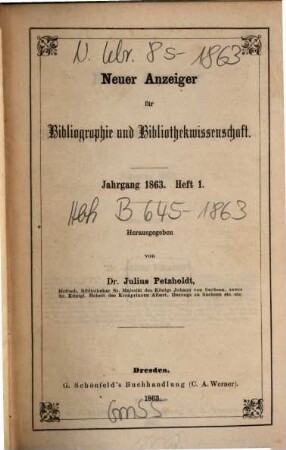 N. lbr. 85-1863
Neuer Anzeiger
für
Bibliographie und Bibliothekwissenschaft.
Jahrgang 1863. Heft 1.
Hbh B 645-1863
Herausgegeben
von
Dr. Julius Petzholdt,
Hofrath, Bibliothekar Sr. Majestät des Königs Johann von Sachsen, sowie
Sr. Königl. Hoheit des Kronprinzen Albert, Herzogs zu Sachsen etc. etc.
Dresden.
G. Schönfeld's Buchhandlung (C. A. Werner).
1863.